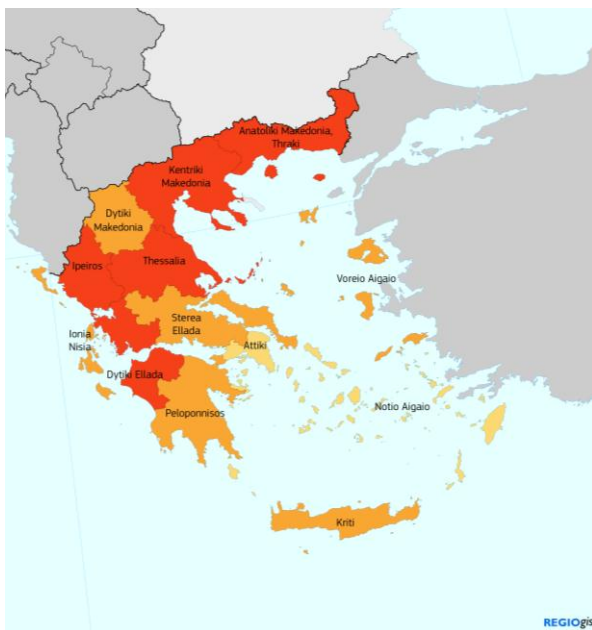 Anatoliki Makedonia,
Thraki
Kentriki
Makedonia
Dytiki
Makedonia
Ipeiros
Thessalia
Voreio Aigaio
Sterea
Ellada
Ionia
Nisia
Attiki
Dytiki Ellada
Notio Aigaio
Peloponnisos
Kriti
REGIOgis